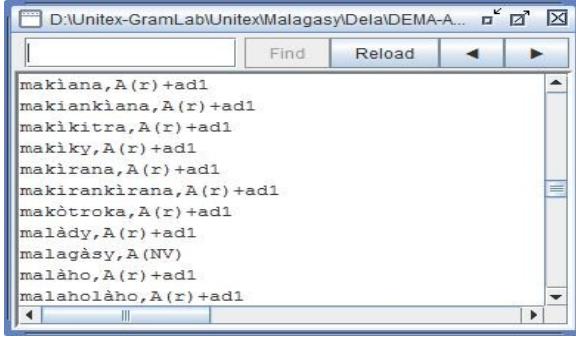 D:\Unitex-GramLab\Unitex\Malagasy\Dela\DEMA-A...
Find Reload
makìana,A(r)+ad1
makiankìana,A(r)+ad1
makìkitra,A(r)+ad1
makìky,A(r)+ad1
makìrana,A(r)+ad1
makirankìrana,A(r)+ad1
makòtroka,A(r)+ad1
malàdy,A(r)+ad1
malagàsy,A(NV)
malàho,A(r)+ad1
malaholàho,A(r)+ad1